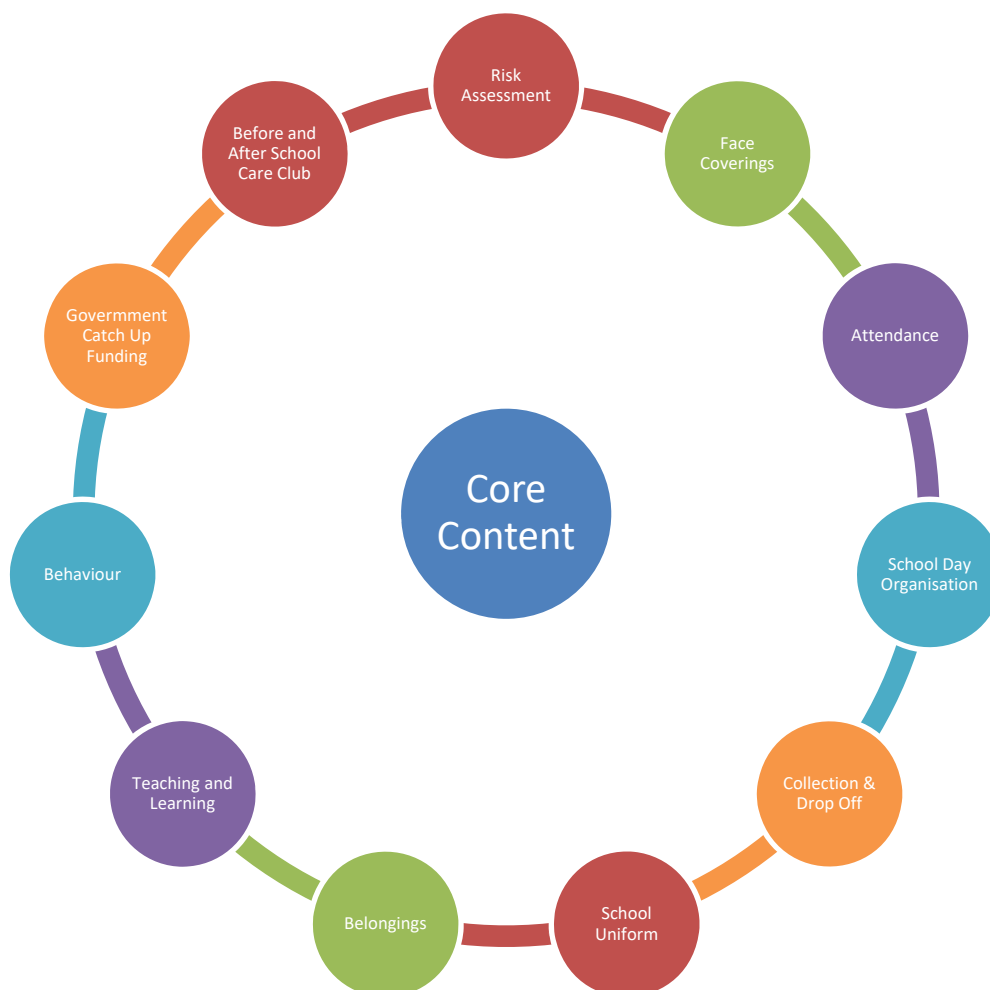 Risk
Assessment
Face
Coverings
Attendance
School Day
Organisation
Collection &
Drop Off
School
Uniform
Belongings
Teaching and
Learning
Behaviour
Govermment
Catch Up
Funding
Before and
After School
Care Club
Core
Content